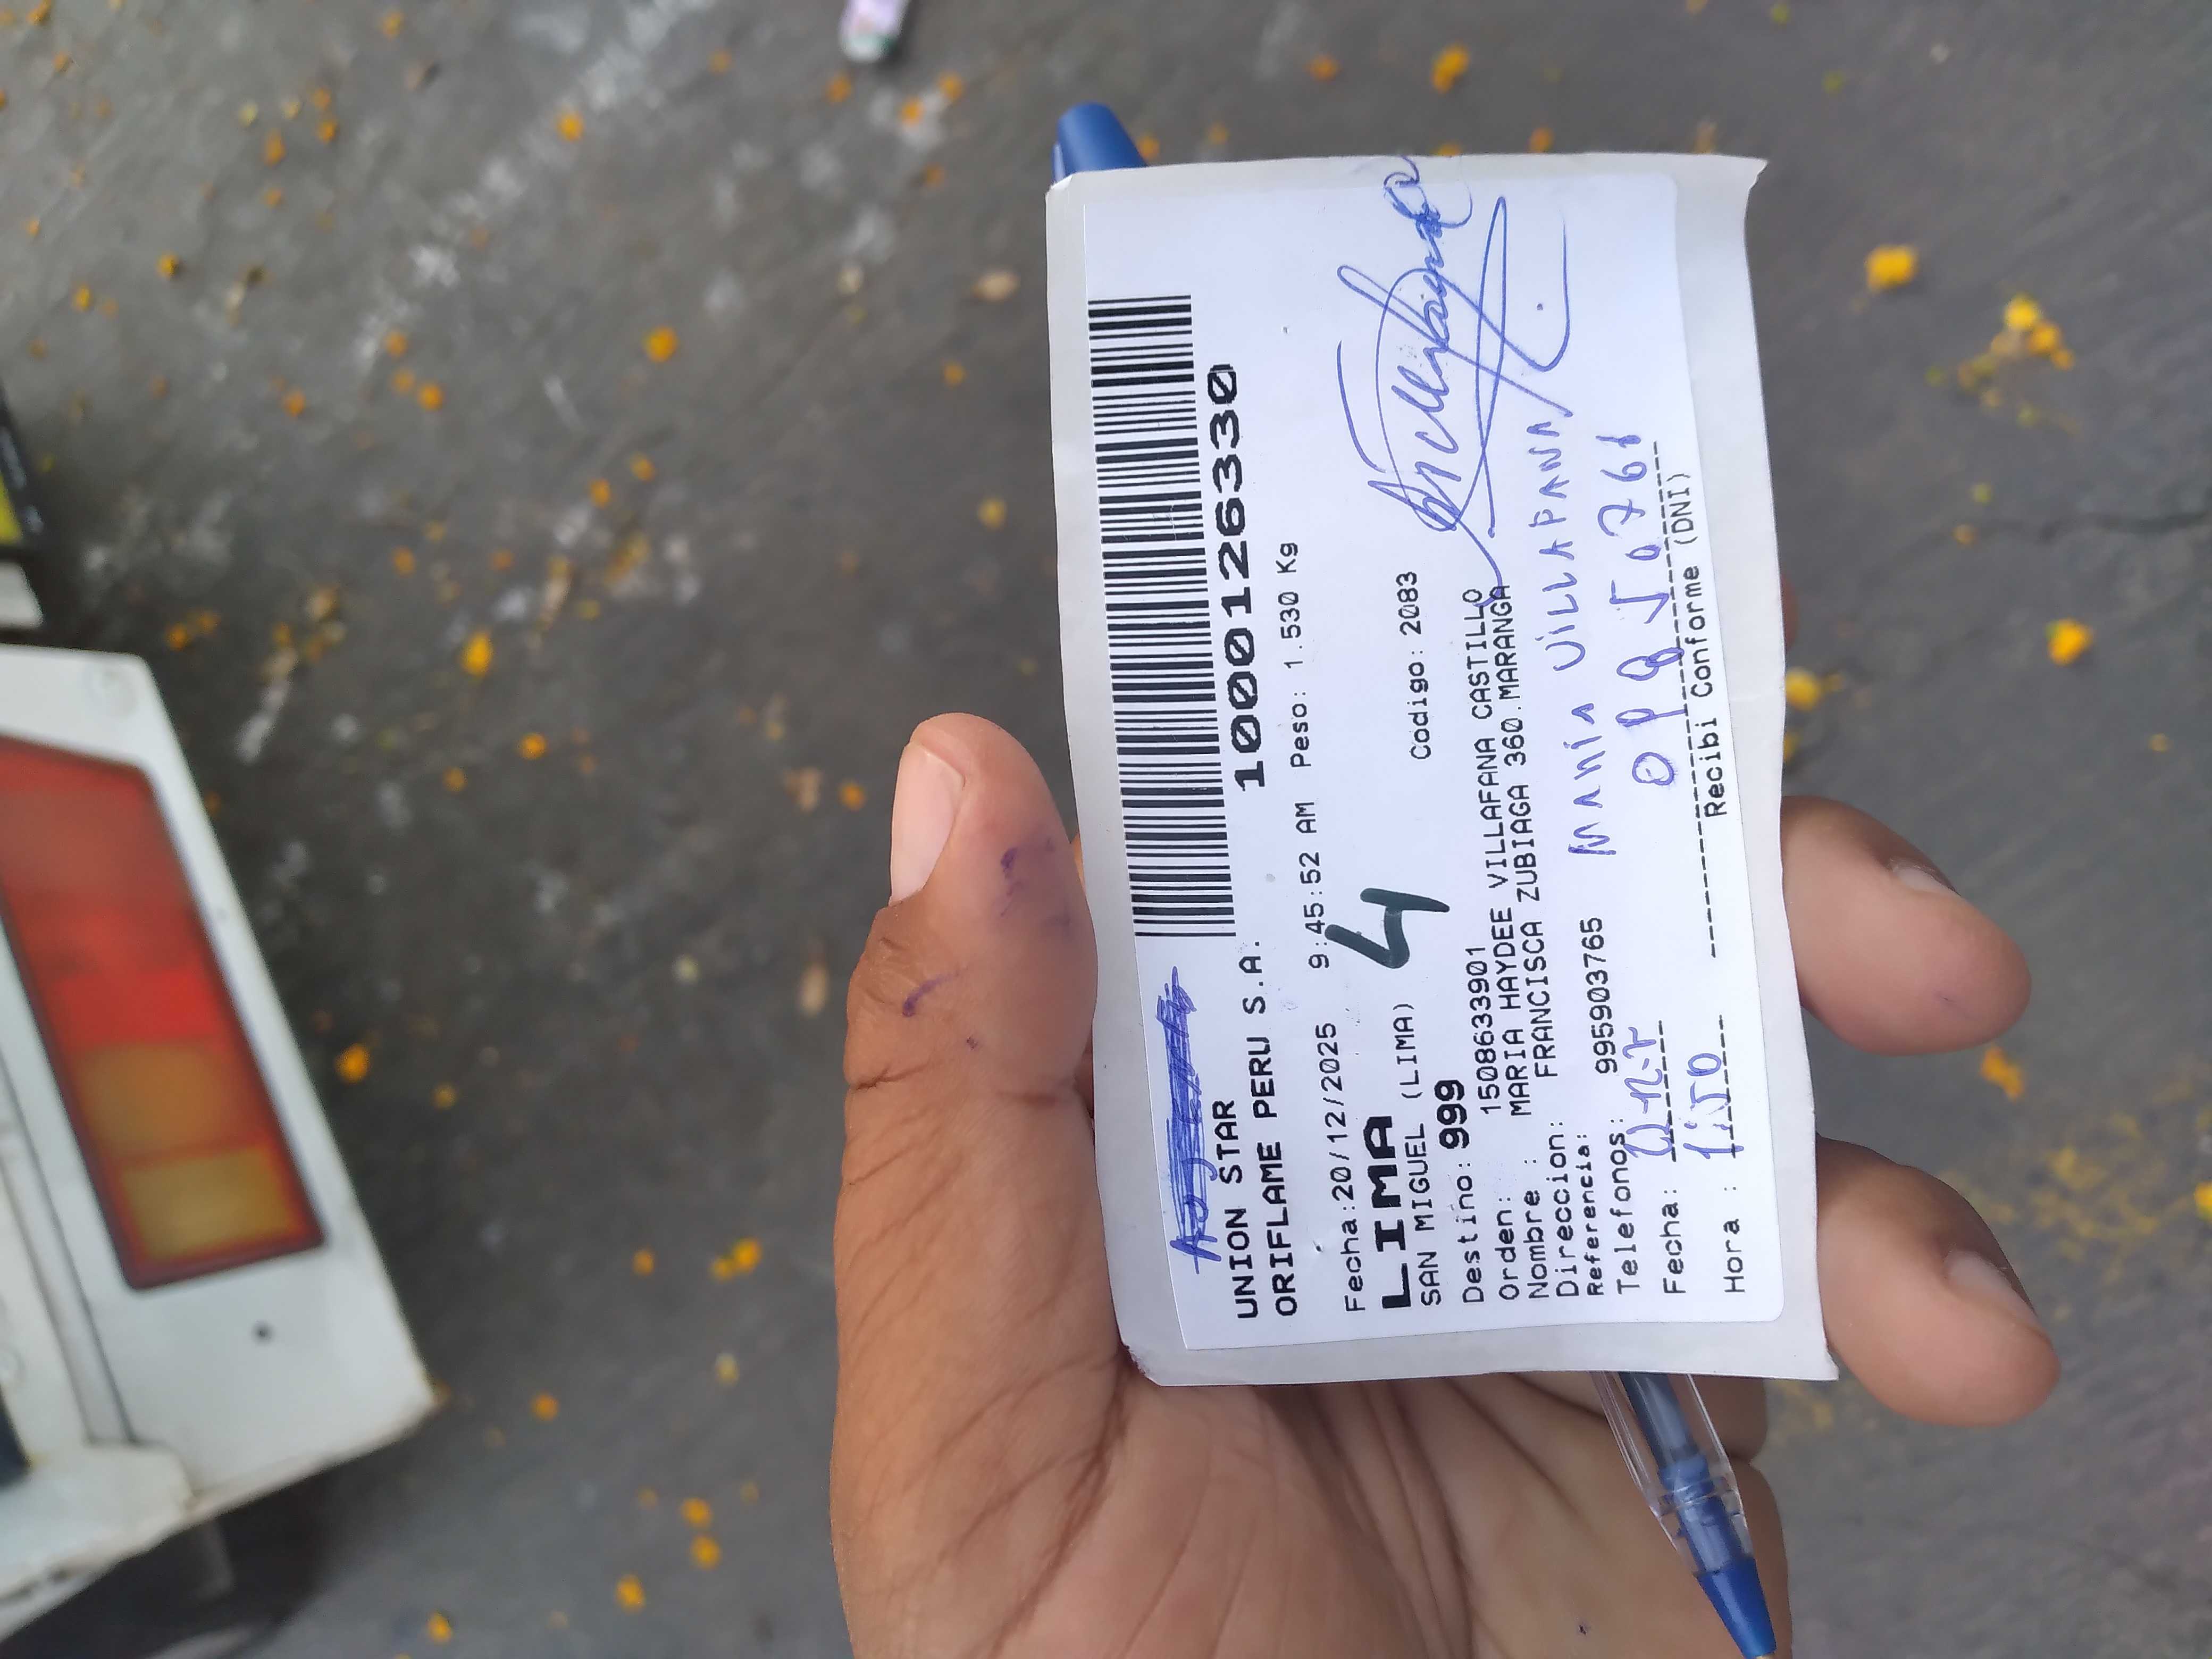 UNION STAR
ORIFLAME PERU S.A.
1000126330
Fecha:20/12/2025 9:45:52 AM Peso: 1.530 Kg
LIMA
4
SAN MIGUEL (LIMA) Codigo:2083
Destino:999
Orden: 1508633901
Nombre : MARIA HAYDEE VILLAFANA CASTILLO
Direccion: FRANCISCA ZUBIAGA 360.MARANGA
Referencia:
Telefonos: 995903765
MARIA VILLAFANA
Fecha:
Hora :
Recibi Conforme (DNI)